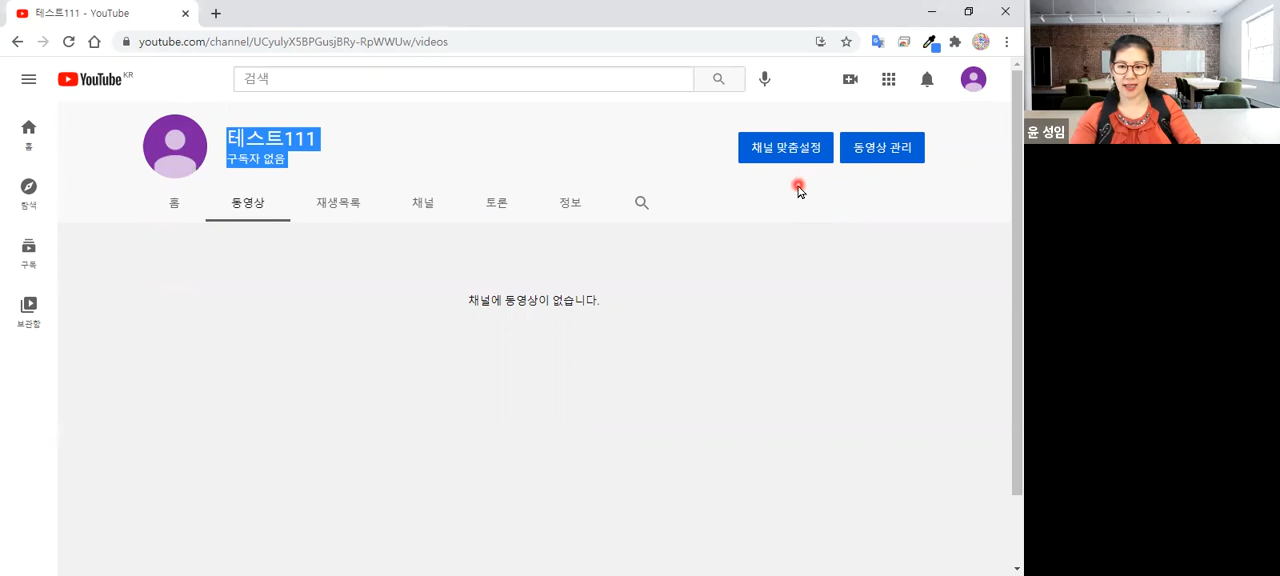 테스트111 - YouTube
youtube.com/channel/UCyulyX5BPGusjBRy-RpWWUw/videos
YouTube KR
검색
홈
탐색
구독
보관함
테스트111
구독자 없음
채널 맞춤설정
동영상 관리
홈
동영상
재생목록
채널
토론
정보
채널에 동영상이 없습니다.
윤 성임